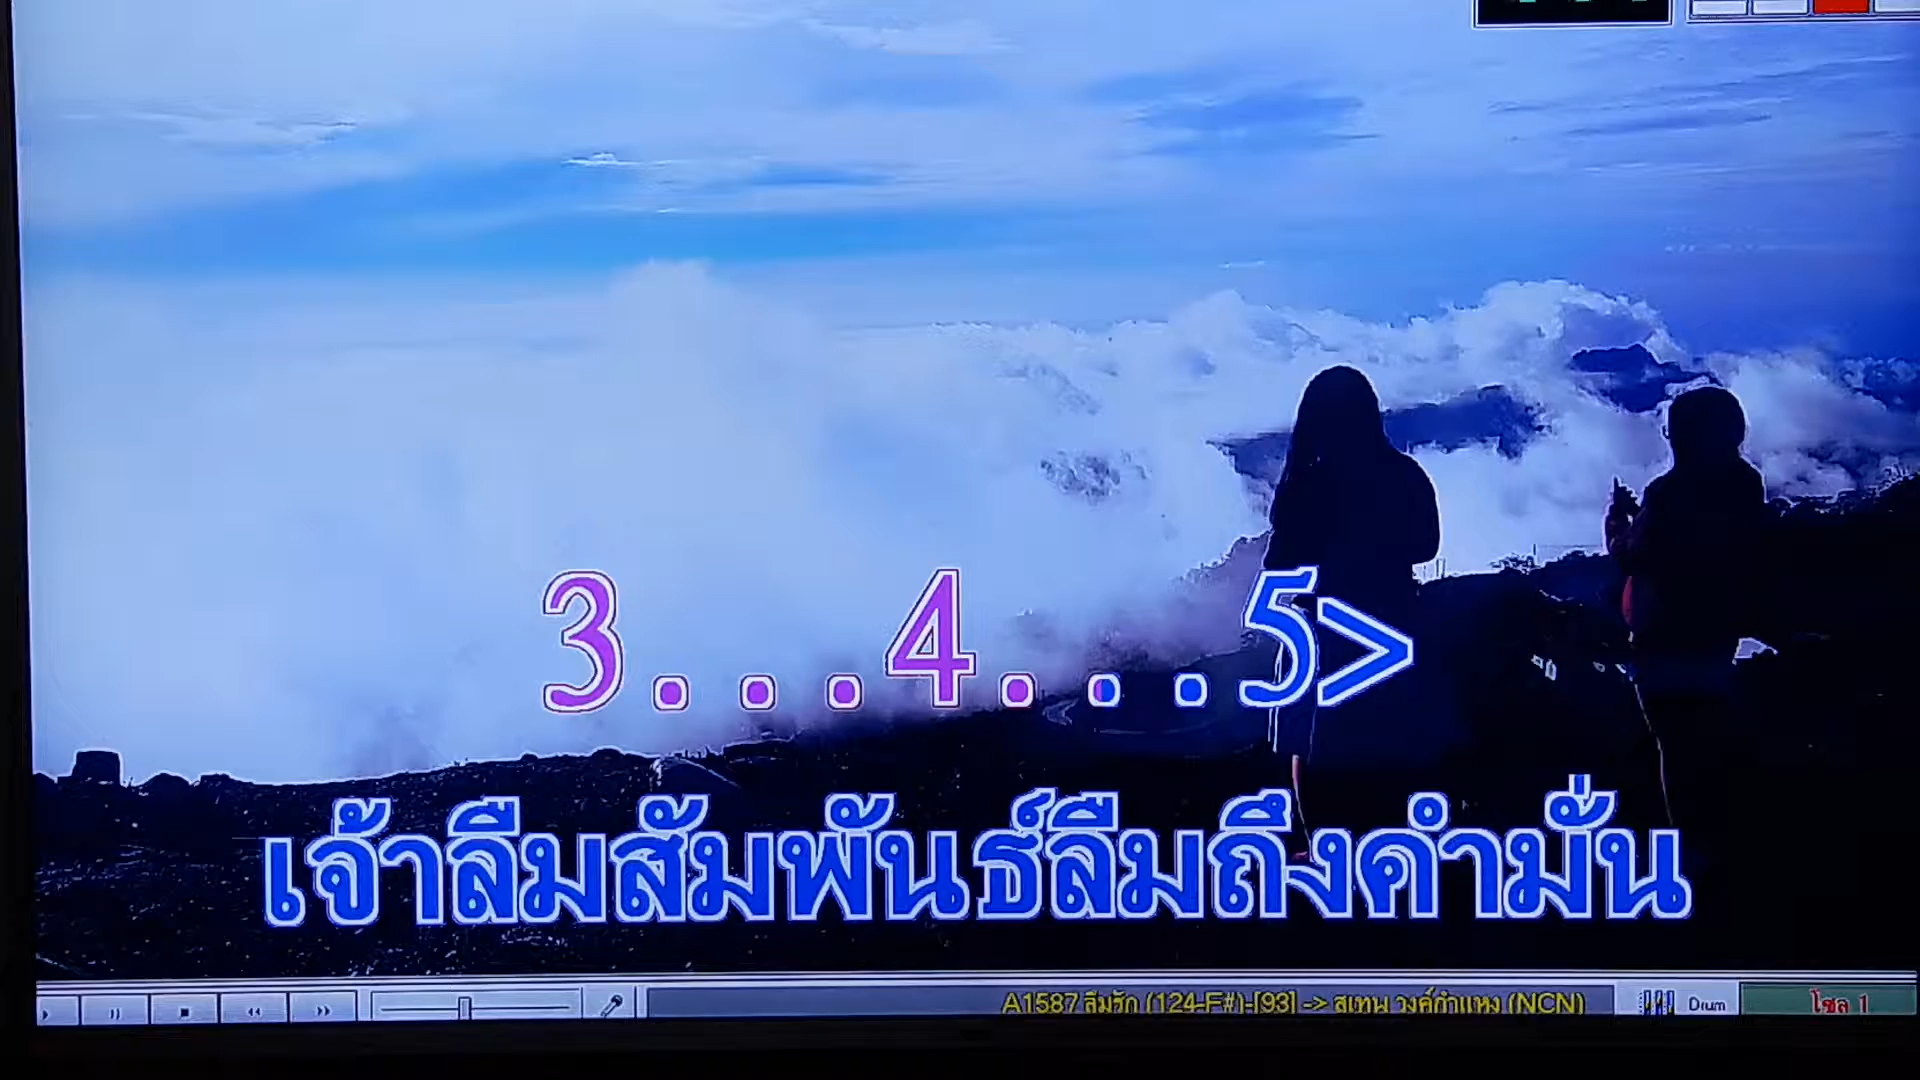 3...4...5>
เจ้าลืมสัมพันธ์ลืมถึงคำมั่น
A1587 ลืมรัก (124-F#)-[93] -> สุเทพ วงศ์กำแหง (NCN)
Drum
โซล 1